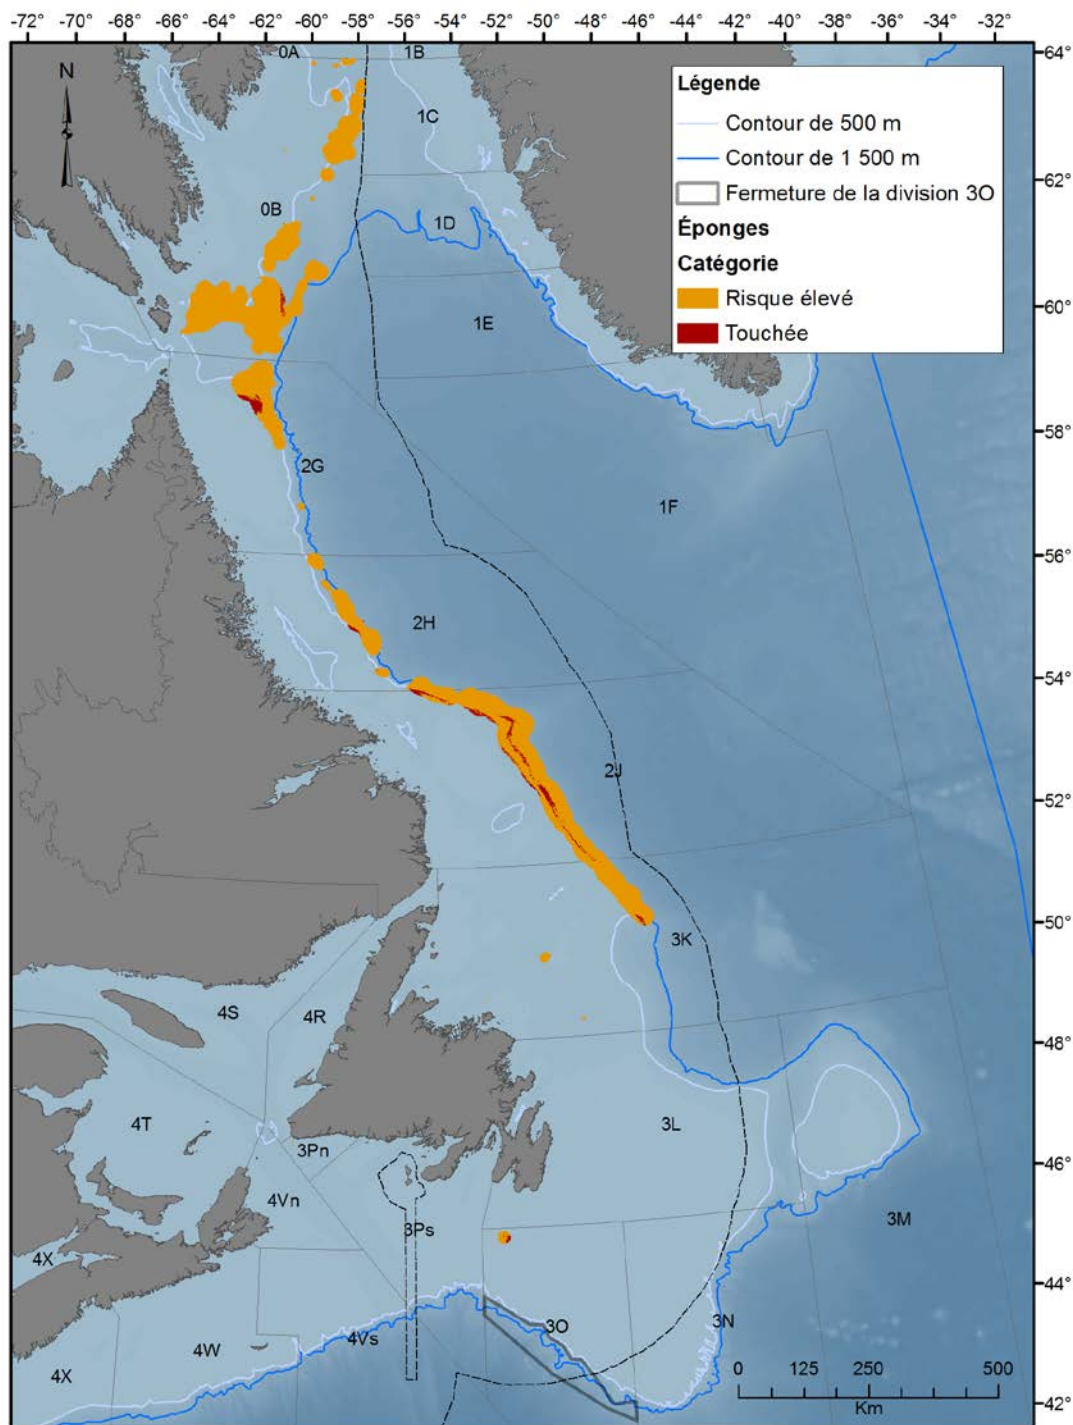 -72 -70 -68 -66 -64 -62 -60 -58 -56 -54 -52 -50 -48 -46 -44 -42 -40 -38 -36 -34 -32
0A 1B
64°
N
Légende
1C
Contour de 500 m
Contour de 1 500 m
62°
Fermeture de la division 3O
0B
1D
Éponges
Catégorie
Risque élevé
60°
1E
Touchée
58°
2G
1F
56°
2H
54°
2J
52°
50°
3K
4S
4R
48°
4T
3L
3Pn
46°
4Vn
3M
3Ps
4X
44°
3O
3N
4Vs
4W
4X
0 125 250 500
Km
42°